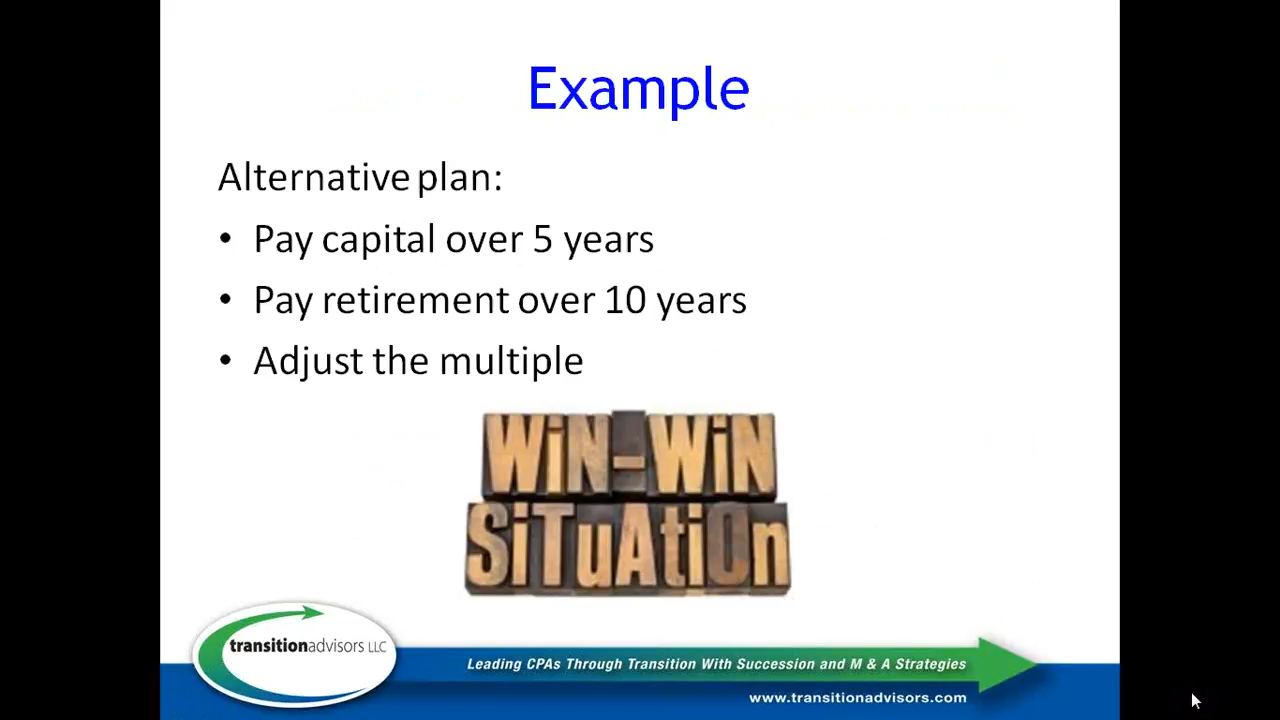 Example
Alternative plan:
• Pay capital over 5 years
• Pay retirement over 10 years
• Adjust the multiple
WiN-WiN
SiTuAtiOn
transitionadvisors LLC
Leading CPAs Through Transition With Succession and M & A Strategies
www.transitionadvisors.com